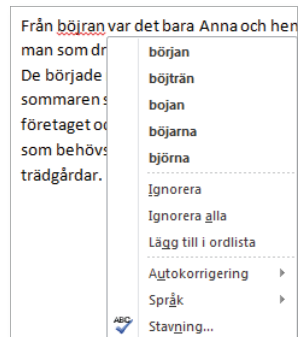 Från böjran var det bara Anna och hen
man som dr
De började
sommaren s
företaget oc
som behövs
trädgårdar.
början
böjträn
bojan
böjarna
björna
Ignorera
Ignorera alla
Lägg till i ordlista
Autokorrigering
Språk
ABC Stavning...